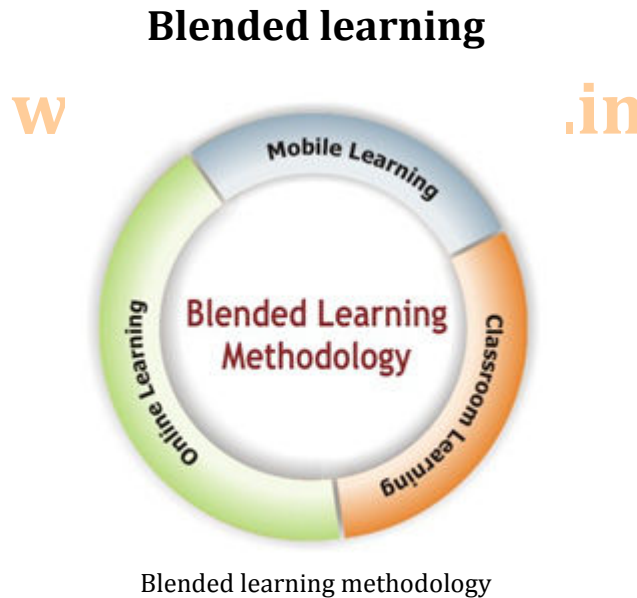 Blended learning
w .in
Mobile Learning
Online Learning
Classroom Learning
Blended Learning
Methodology
Blended learning methodology